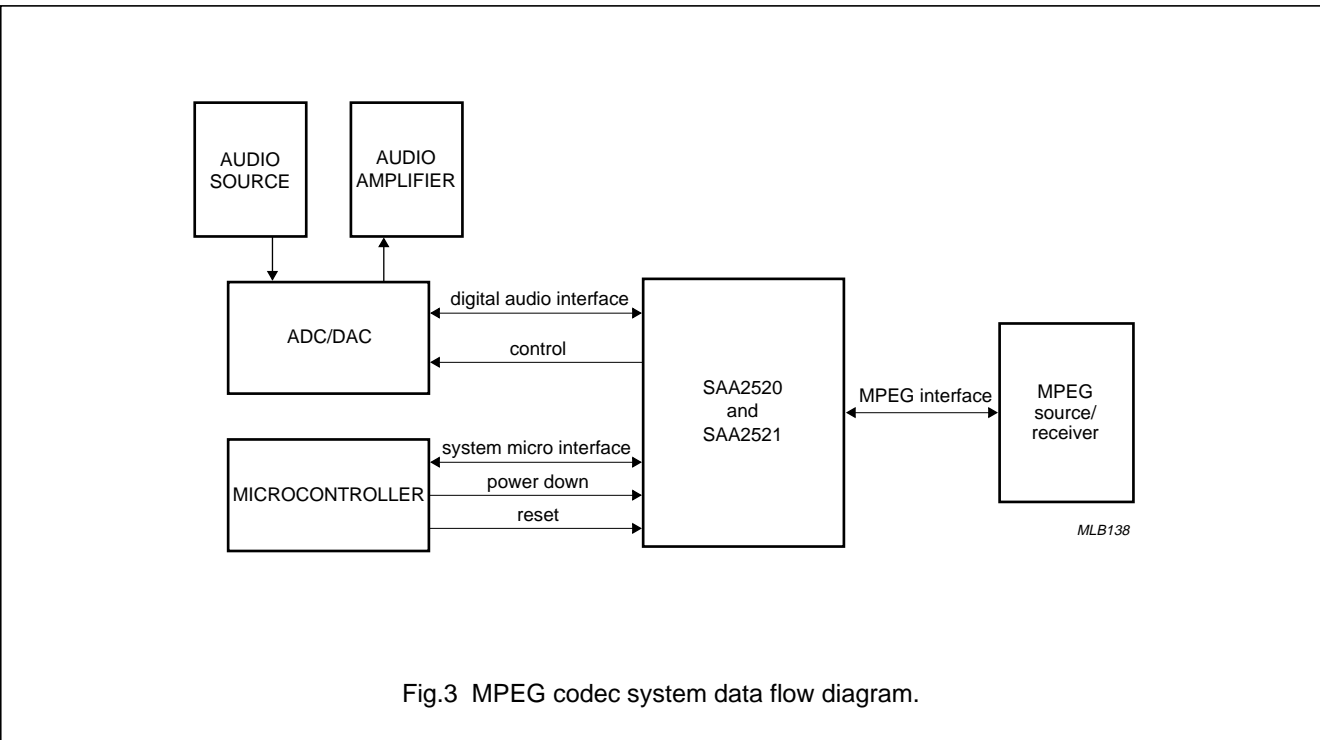 AUDIO
SOURCE
AUDIO
AMPLIFIER
digital audio interface
ADC/DAC
control
SAA2520
and
SAA2521
MPEG interface
MPEG
source/
receiver
system micro interface
MICROCONTROLLER
power down
reset
MLB138
Fig.3 MPEG codec system data flow diagram.